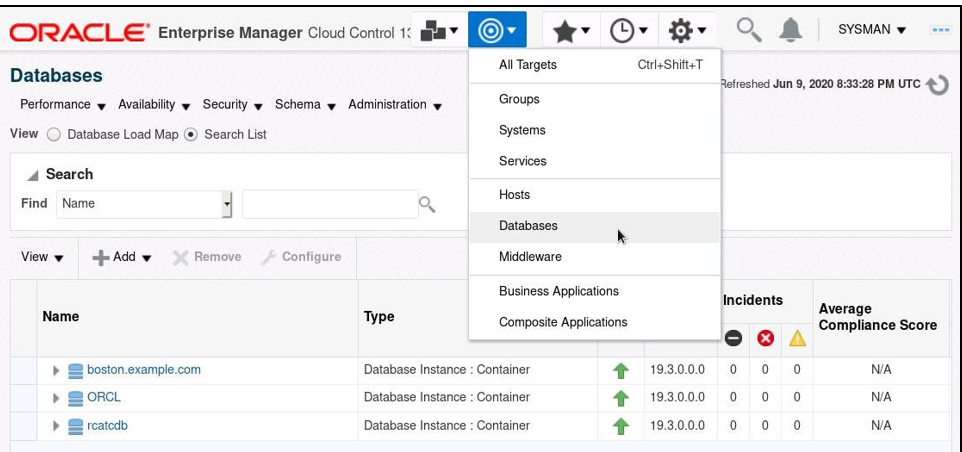 ORACLE Enterprise Manager Cloud Control 13 SYSMAN
All Targets Ctrl+Shift+T
Databases
Refreshed Jun 9, 2020 8:33:28 PM UTC
Performance Availability Security Schema Administration
Groups
Systems
View Database Load Map Search List
Services
Search
Hosts
Find Name
Databases
View Add Remove Configure
Middleware
Business Applications
Composite Applications
Name Type Incidents Average
Compliance Score
boston.example.com Database Instance : Container 19.3.0.0.0 0 0 0 N/A
ORCL Database Instance : Container 19.3.0.0.0 0 0 0 N/A
rcatcdb Database Instance : Container 19.3.0.0.0 0 0 0 N/A